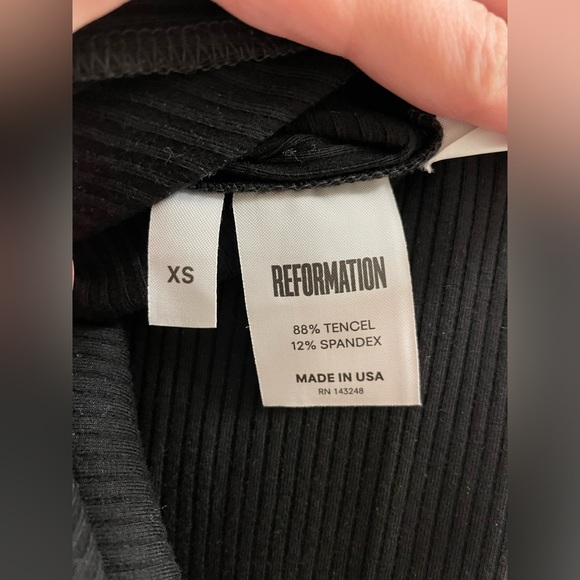 XS
REFORMATION
88% TENCEL
12% SPANDEX
MADE IN USA
RN 143248